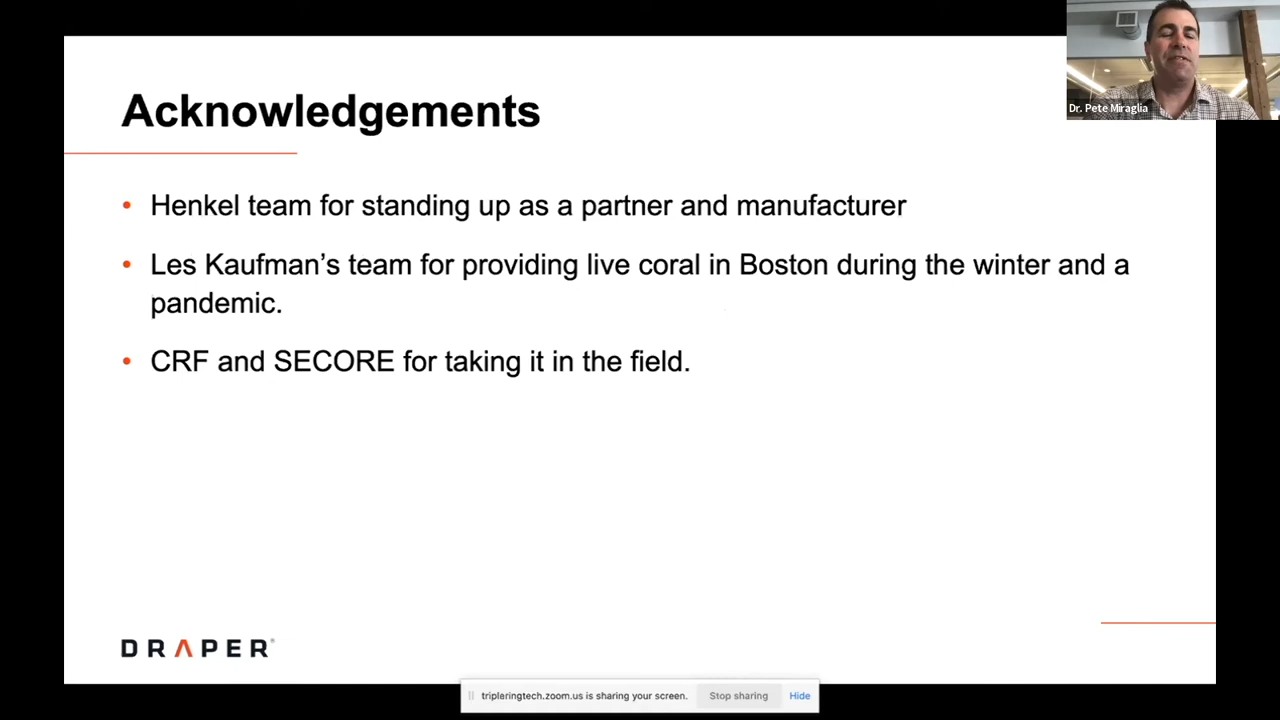 Acknowledgements
Dr. Pete Miraglia
• Henkel team for standing up as a partner and manufacturer
• Les Kaufman’s team for providing live coral in Boston during the winter and a
pandemic.
• CRF and SECORE for taking it in the field.
DRAPER®
tripleringtech.zoom.us is sharing your screen. Stop sharing Hide